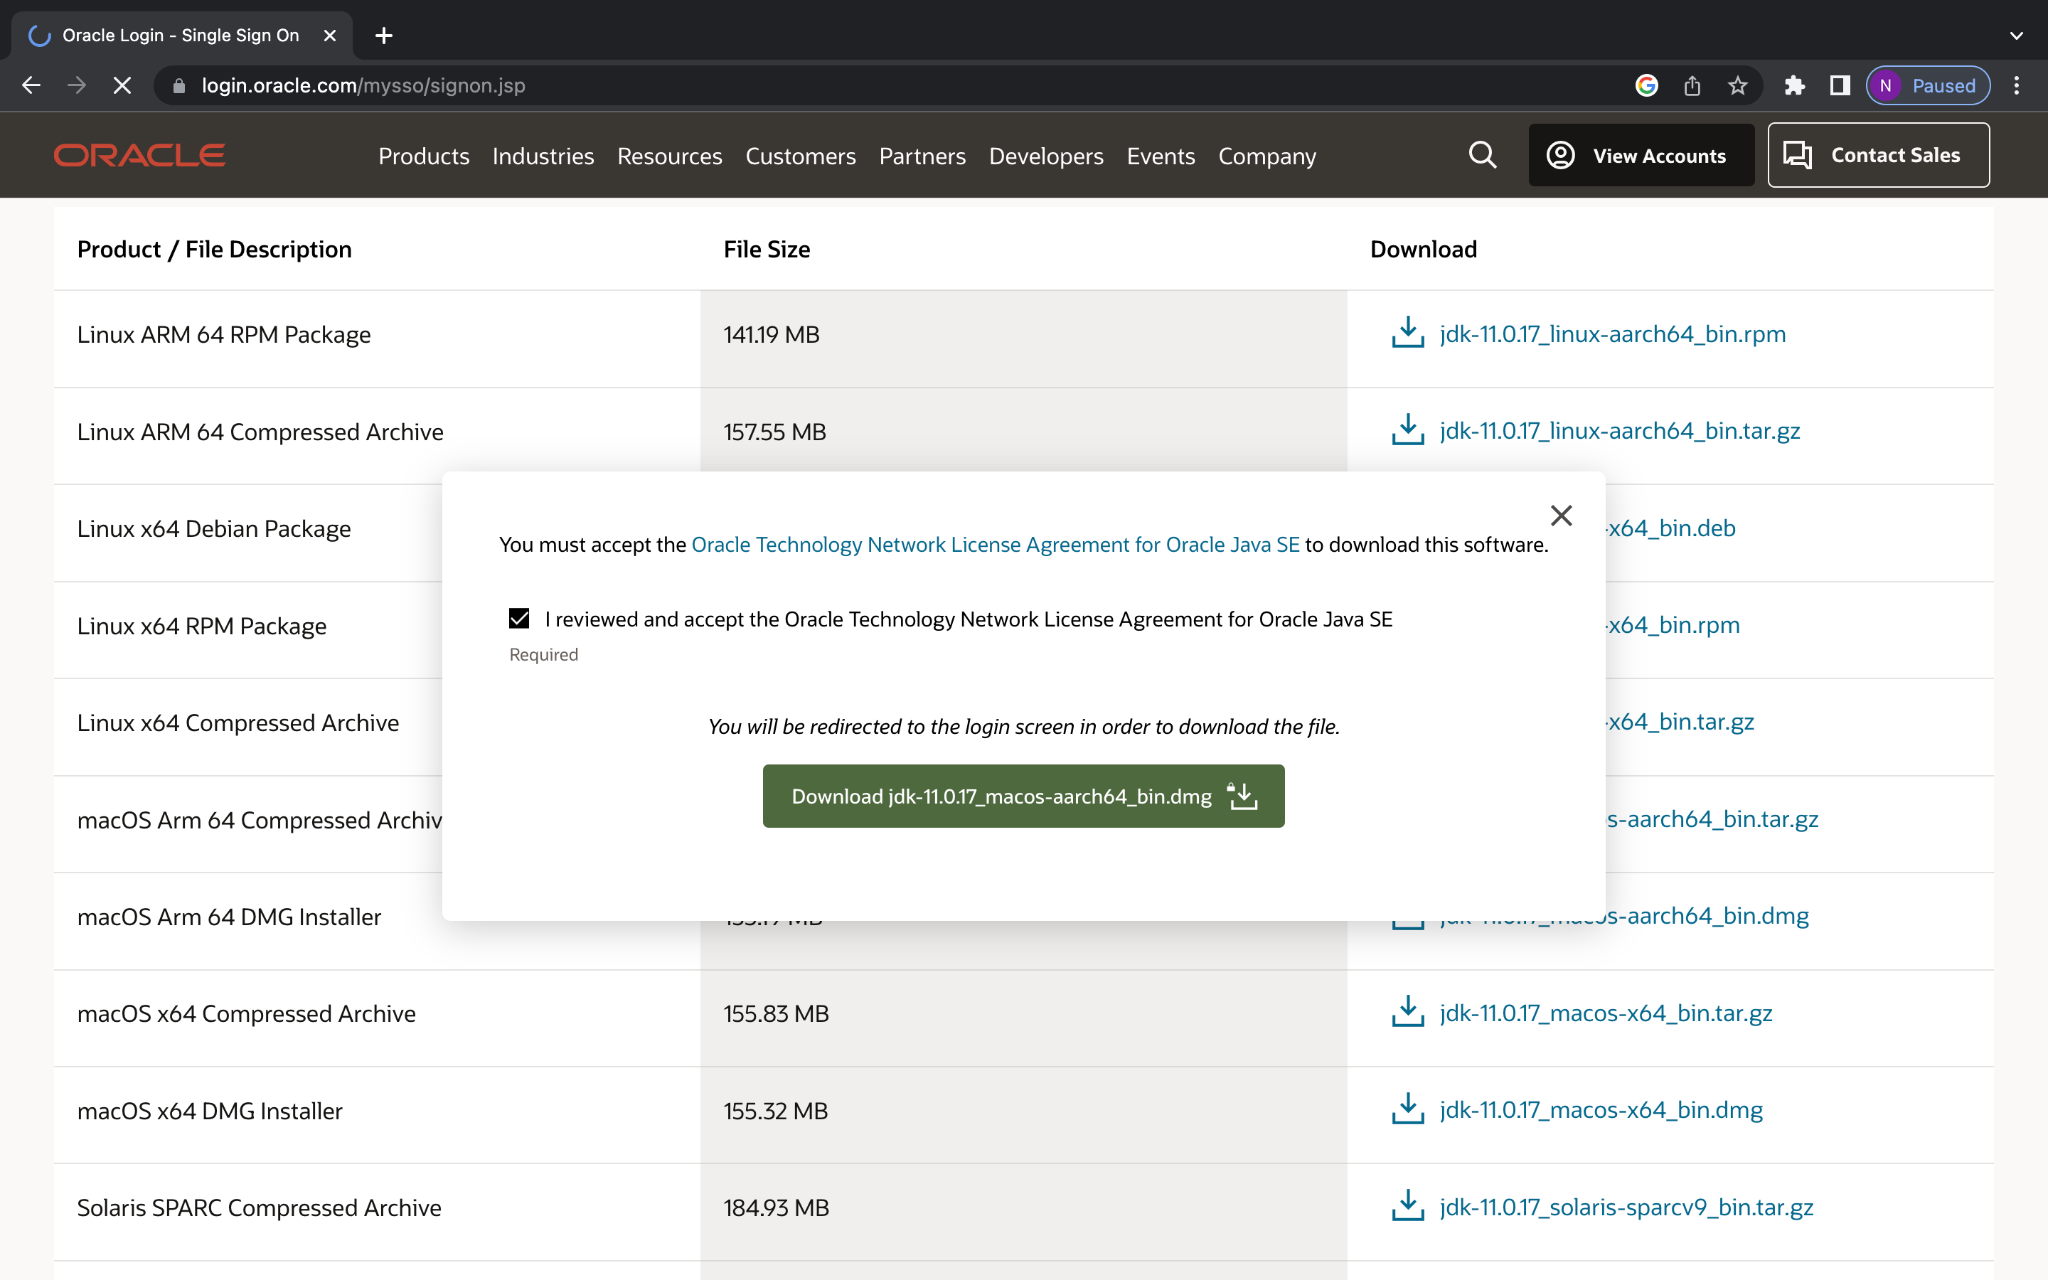 Oracle Login - Single Sign On
login.oracle.com/mysso/signon.jsp
N Paused
ORACLE Products Industries Resources Customers Partners Developers Events Company View Accounts Contact Sales
Product / File Description File Size Download
Linux ARM 64 RPM Package 141.19 MB jdk-11.0.17_linux-aarch64_bin.rpm
Linux ARM 64 Compressed Archive 157.55 MB jdk-11.0.17_linux-aarch64_bin.tar.gz
Linux x64 Debian Package -x64_bin.deb
You must accept the Oracle Technology Network License Agreement for Oracle Java SE to download this software.
I reviewed and accept the Oracle Technology Network License Agreement for Oracle Java SE
Required
Linux x64 RPM Package -x64_bin.rpm
You will be redirected to the login screen in order to download the file.
Linux x64 Compressed Archive -x64_bin.tar.gz
Download jdk-11.0.17_macos-aarch64_bin.dmg
macOS Arm 64 Compressed Archiv s-aarch64_bin.tar.gz
macOS Arm 64 DMG Installer jdk-11.0.17_macos-aarch64_bin.dmg
macOS x64 Compressed Archive 155.83 MB jdk-11.0.17_macos-x64_bin.tar.gz
macOS x64 DMG Installer 155.32 MB jdk-11.0.17_macos-x64_bin.dmg
Solaris SPARC Compressed Archive 184.93 MB jdk-11.0.17_solaris-sparcv9_bin.tar.gz